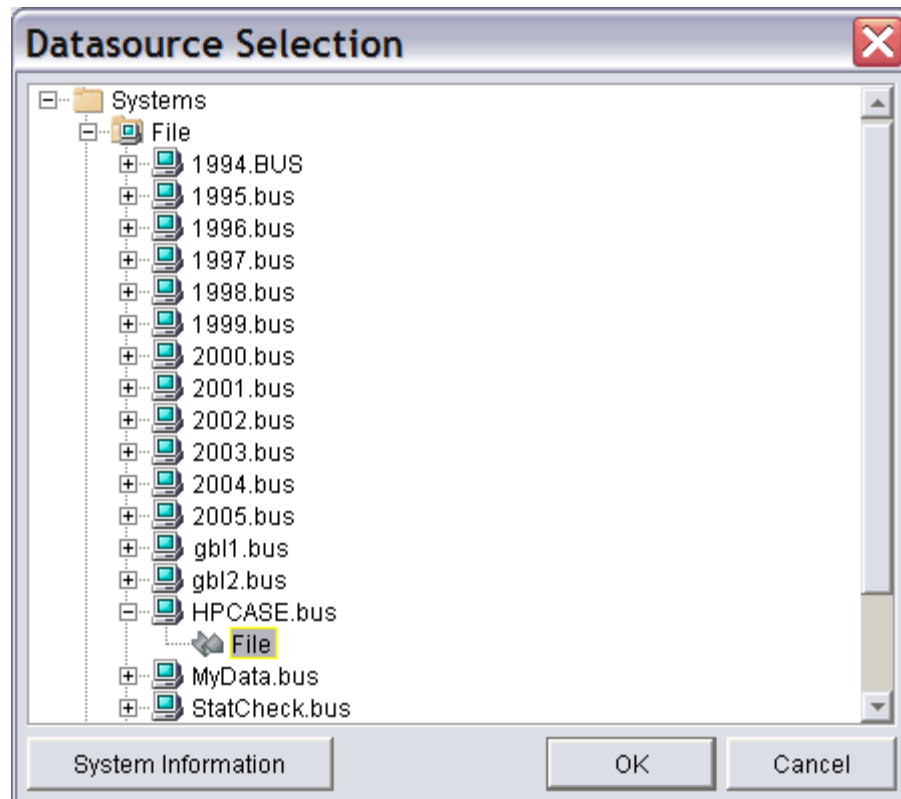 Datasource Selection
Systems
File
1994.BUS
1995.bus
1996.bus
1997.bus
1998.bus
1999.bus
2000.bus
2001.bus
2002.bus
2003.bus
2004.bus
2005.bus
gbl1.bus
gbl2.bus
HPCASE.bus
File
MyData.bus
StatCheck.bus
System Information
OK
Cancel